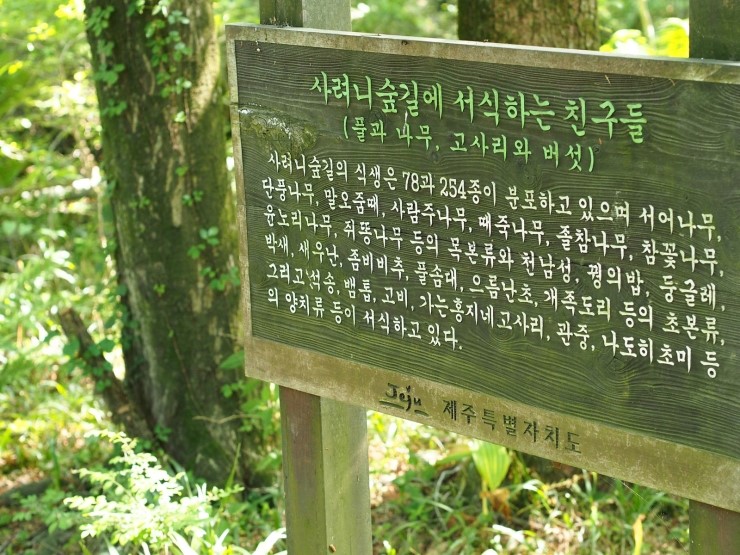 사려니숲길에 서식하는 친구들
(풀과 나무, 고사리와 버섯)
사려니숲길의 식생은 78과 254종이 분포하고 있으며 서어나무,
단풍나무, 말오줌때, 사람주나무, 때죽나무, 졸참나무, 참꽃나무,
윤노리나무, 쥐똥나무 등의 목본류와 천남성, 꿩의밥, 둥글레,
박새, 새우난, 좀비비추, 풀솜대, 으름난초, 개족도리 등의 초본류,
그리고 석송, 뱀톱, 고비, 가는홍지네고사리, 관중, 나도히초미 등
의 양치류 등이 서식하고 있다.
Jeju 제주특별자치도